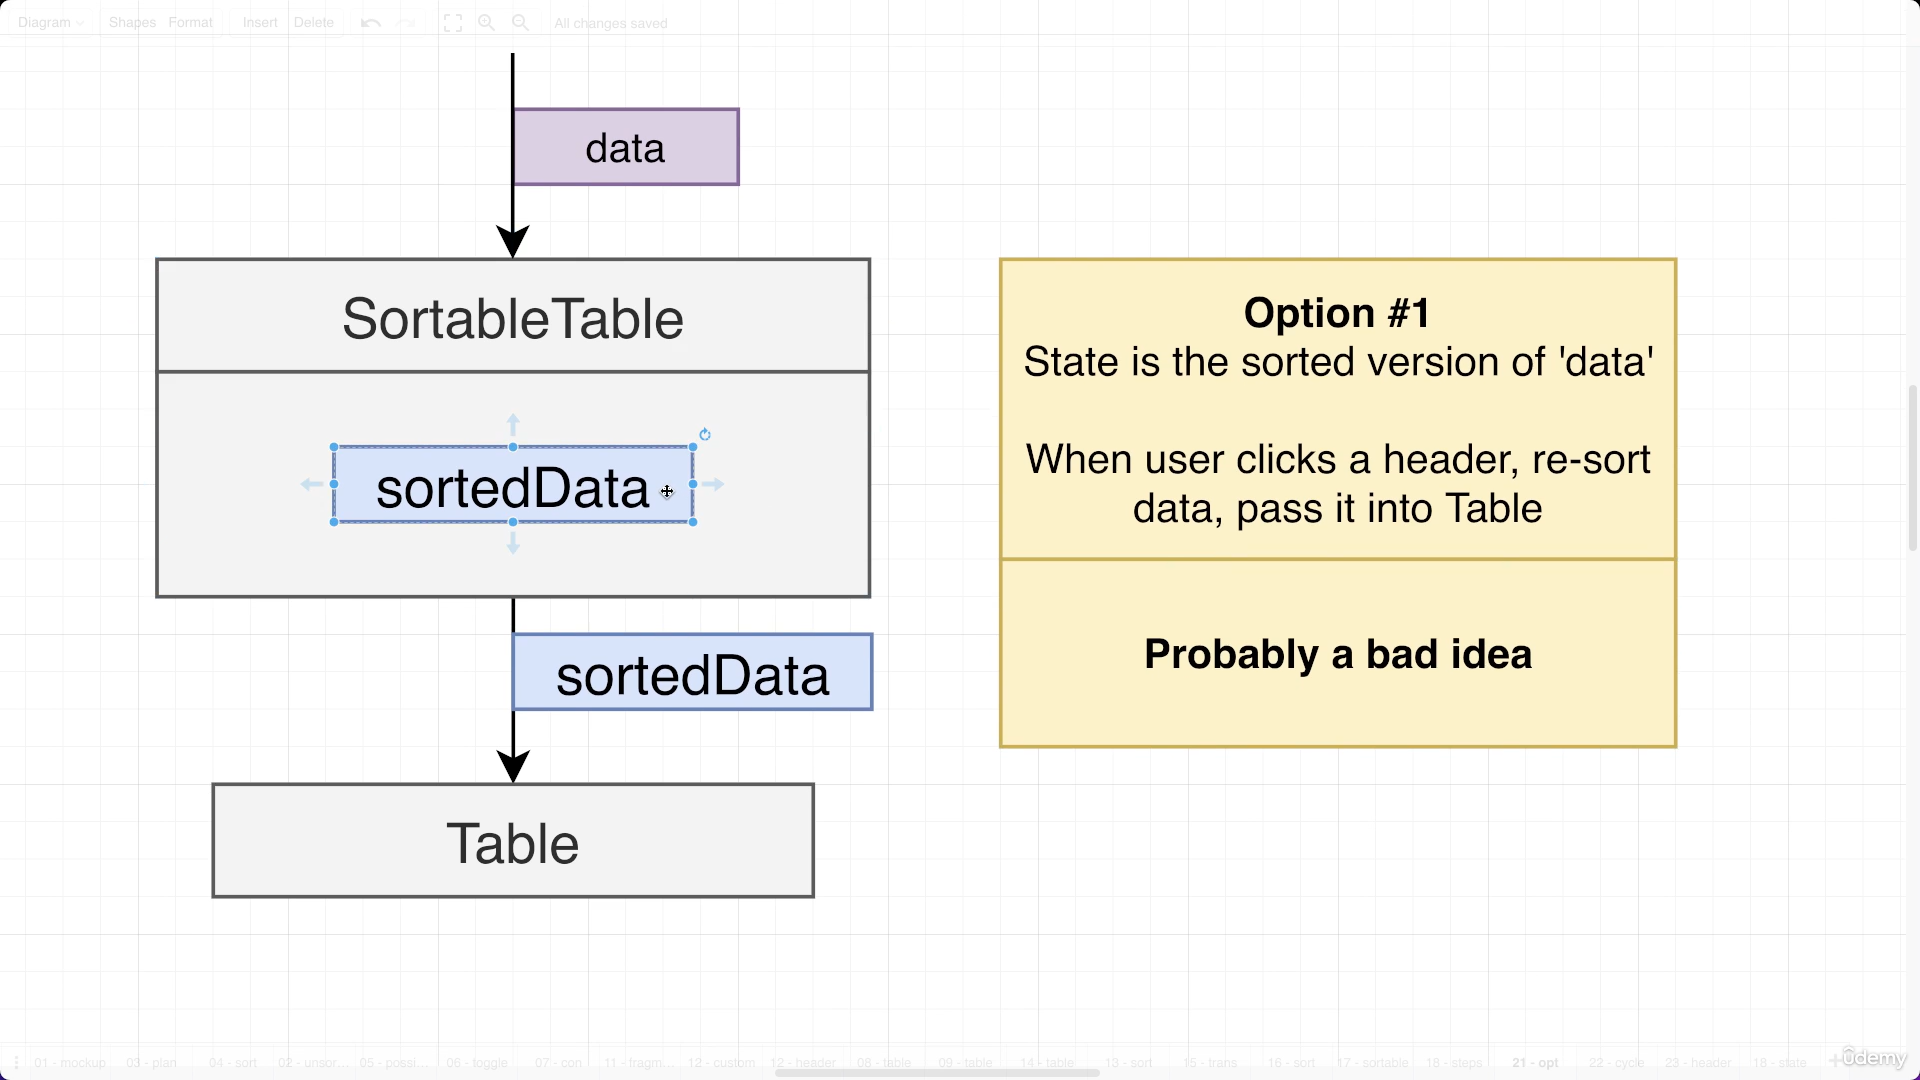 Diagram Shapes Format Insert Delete All changes saved
data
SortableTable
sortedData
sortedData
Table
Option #1
State is the sorted version of 'data'
When user clicks a header, re-sort
data, pass it into Table
Probably a bad idea
01 - mockup 03 - plan 04 - sort 02 - unsor... 05 - possi... 06 - toggle 07 - con 11 - fragm... 12 - custom 12 - header 08 - table 09 - table 14 - table 13 - sort 15 - trans 16 - sort 17 - sortable 18 - steps 21 - opt 22 - cycle 23 - header 18 - state
ûdemy